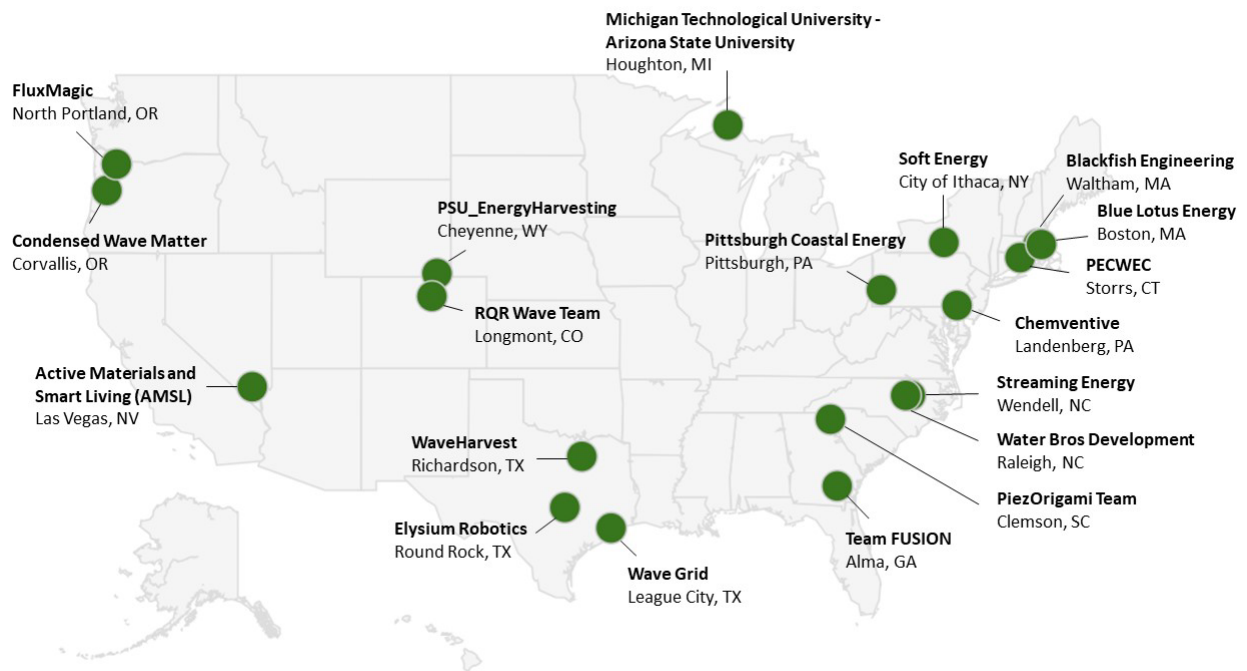 Michigan Technological University -
Arizona State University
Houghton, MI
FluxMagic
North Portland, OR
Condensed Wave Matter
Corvallis, OR
PSU_EnergyHarvesting
Cheyenne, WY
RQR Wave Team
Longmont, CO
Active Materials and
Smart Living (AMSL)
Las Vegas, NV
WaveHarvest
Richardson, TX
Elysium Robotics
Round Rock, TX
Wave Grid
League City, TX
Pittsburgh Coastal Energy
Pittsburgh, PA
Soft Energy
City of Ithaca, NY
Blackfish Engineering
Waltham, MA
Blue Lotus Energy
Boston, MA
PECWEC
Storrs, CT
Chemventive
Landenberg, PA
Streaming Energy
Wendell, NC
Water Bros Development
Raleigh, NC
PiezOrigami Team
Clemson, SC
Team FUSION
Alma, GA